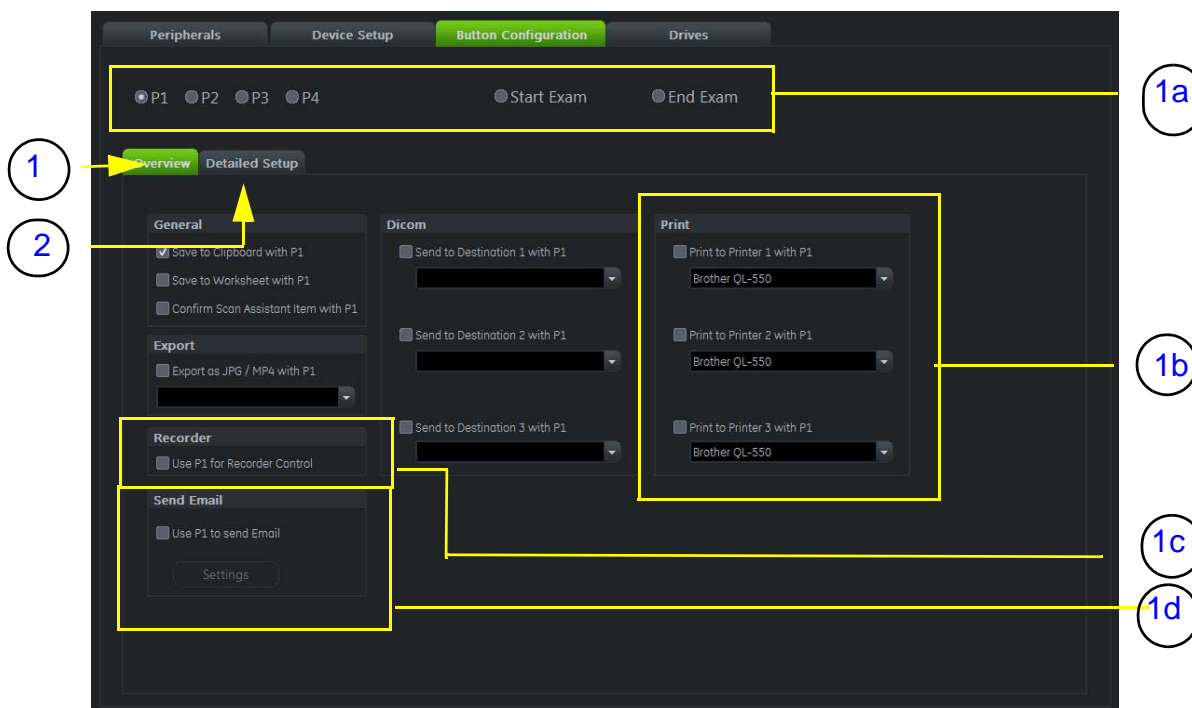 Peripherals Device Setup Button Configuration Drives
P1 P2 P3 P4 Start Exam End Exam
1a
1
Overview Detailed Setup
2
General
Save to Clipboard with P1
Save to Worksheet with P1
Confirm Scan Assistant Item with P1
Export
Export as JPG / MP4 with P1
Recorder
Use P1 for Recorder Control
Send Email
Use P1 to send Email
Settings
Dicom
Send to Destination 1 with P1
Send to Destination 2 with P1
Send to Destination 3 with P1
Print
Print to Printer 1 with P1
Brother QL-550
Print to Printer 2 with P1
Brother QL-550
Print to Printer 3 with P1
Brother QL-550
1b
1c
1d